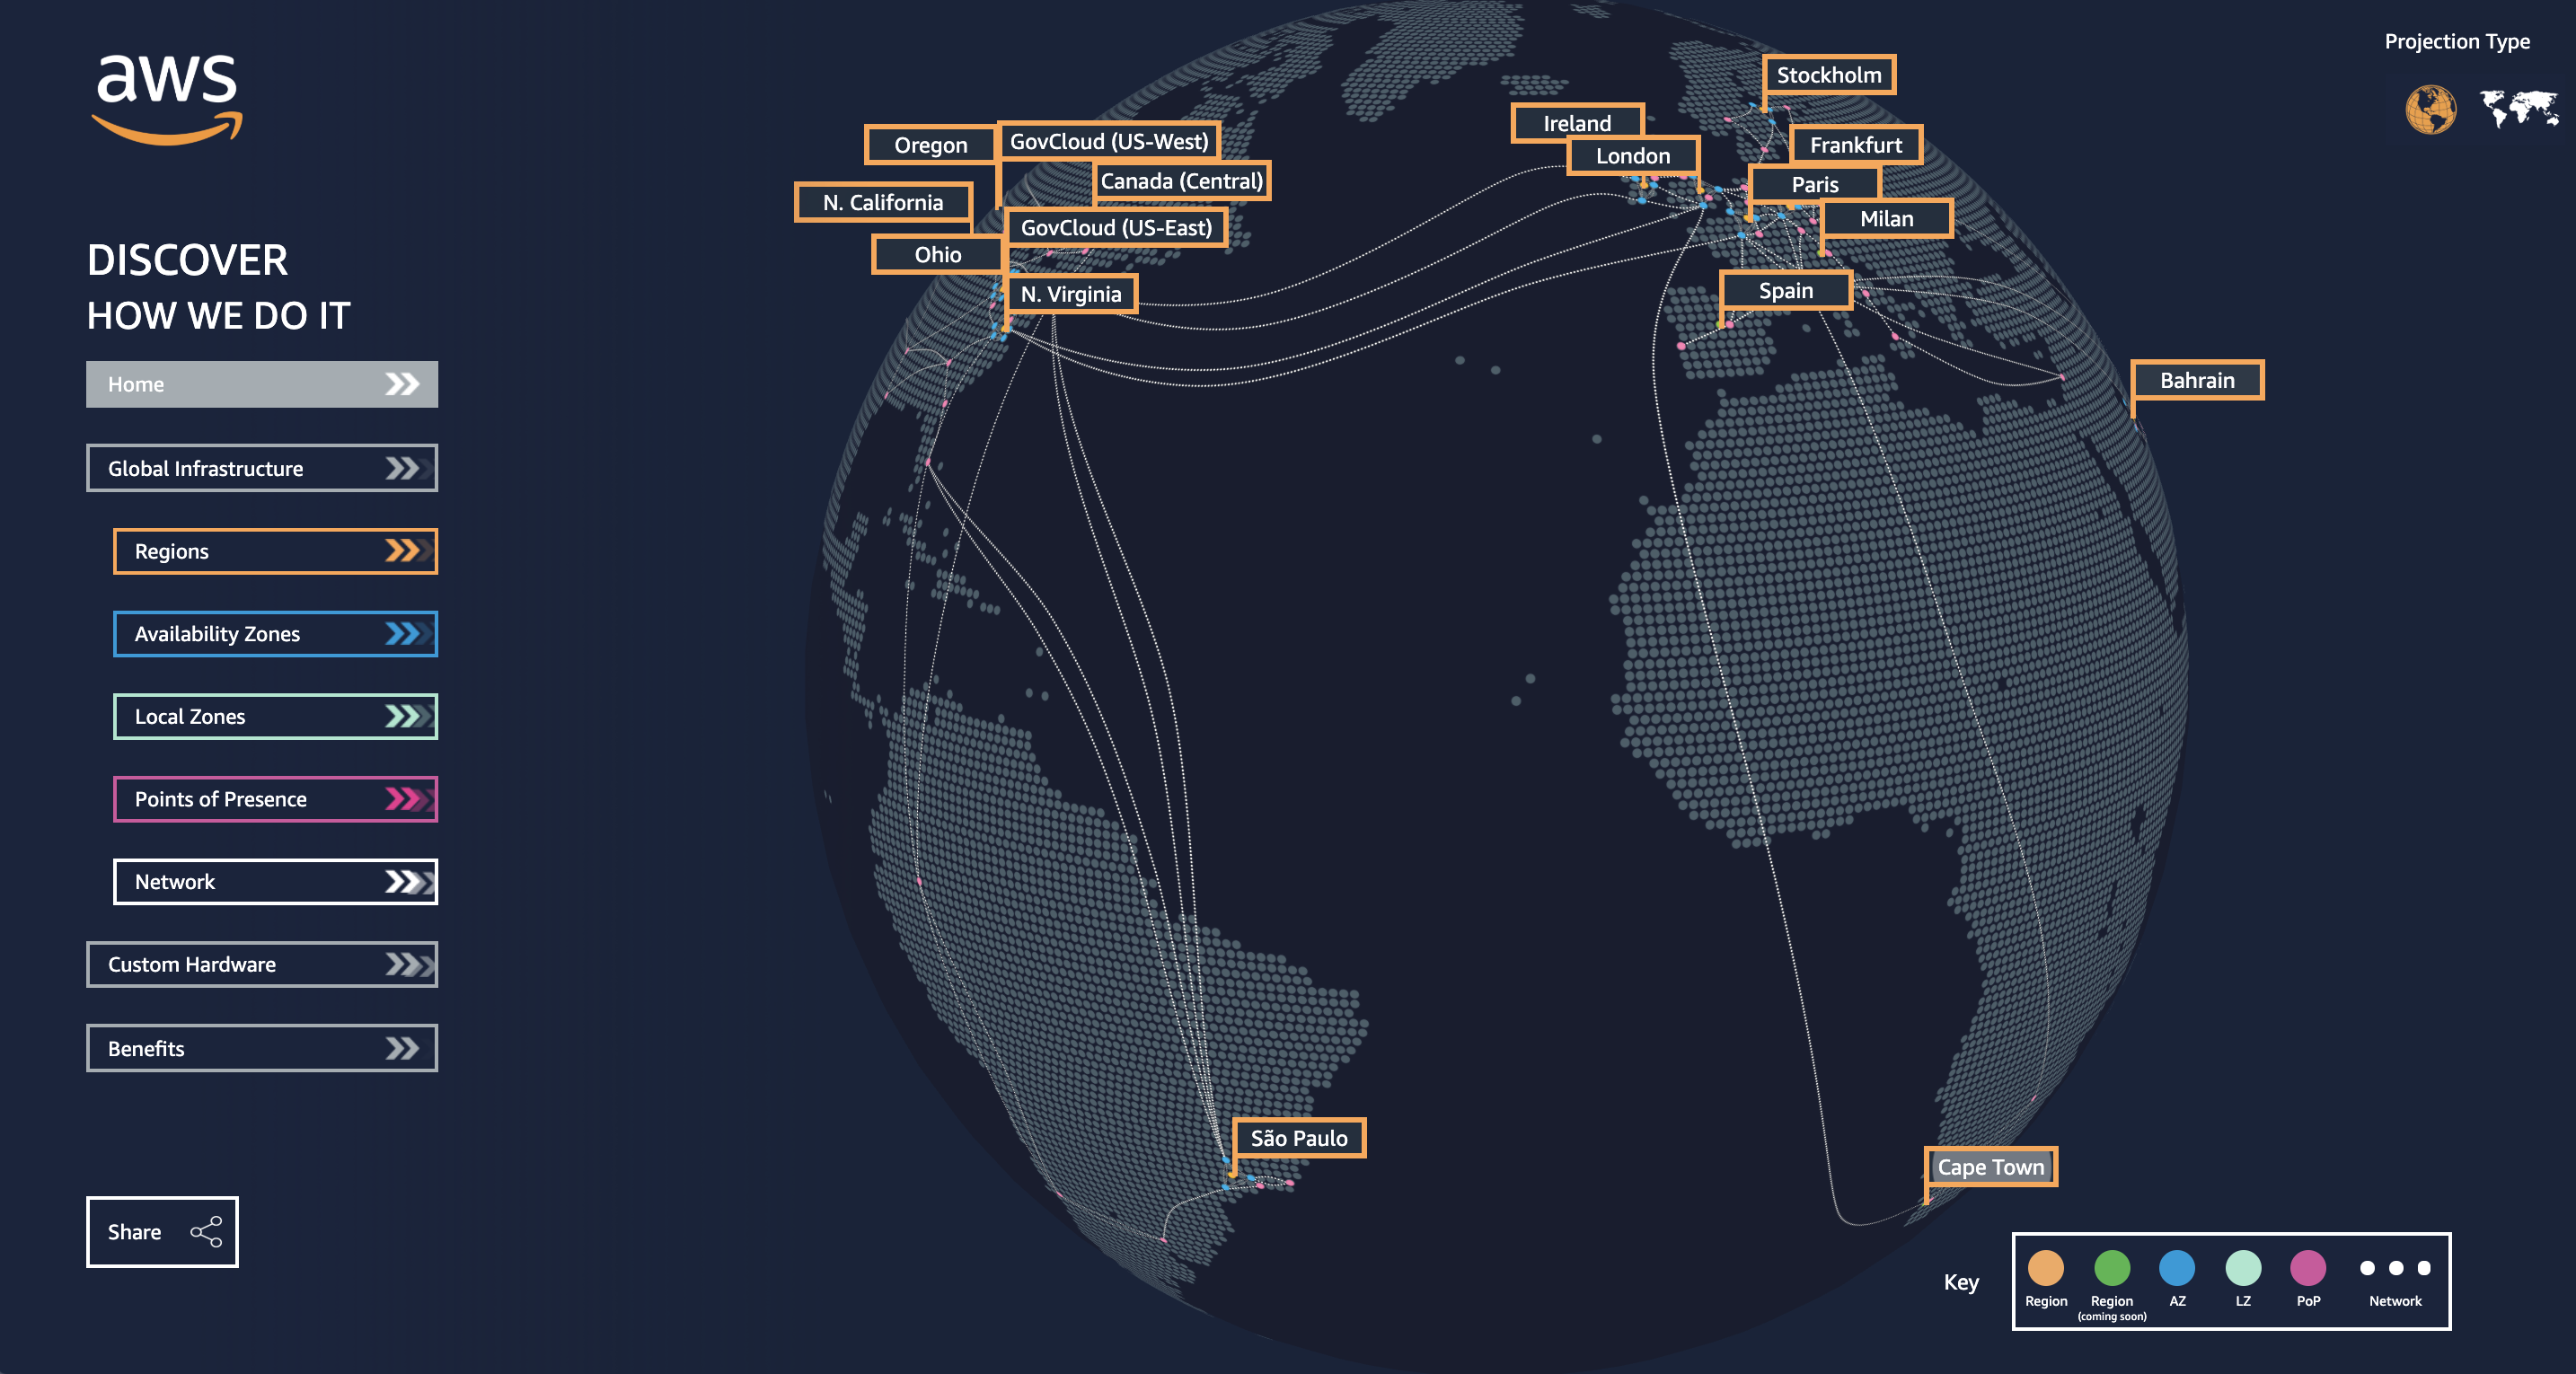 aws
DISCOVER
HOW WE DO IT
Home
Global Infrastructure
Regions
Availability Zones
Local Zones
Points of Presence
Network
Custom Hardware
Benefits
Share
Projection Type
Stockholm
Ireland
London
Frankfurt
Paris
Milan
Spain
Bahrain
Oregon
GovCloud (US-West)
Canada (Central)
N. California
GovCloud (US-East)
Ohio
N. Virginia
São Paulo
Cape Town
Key
Region
Region
(coming soon)
AZ
LZ
PoP
Network